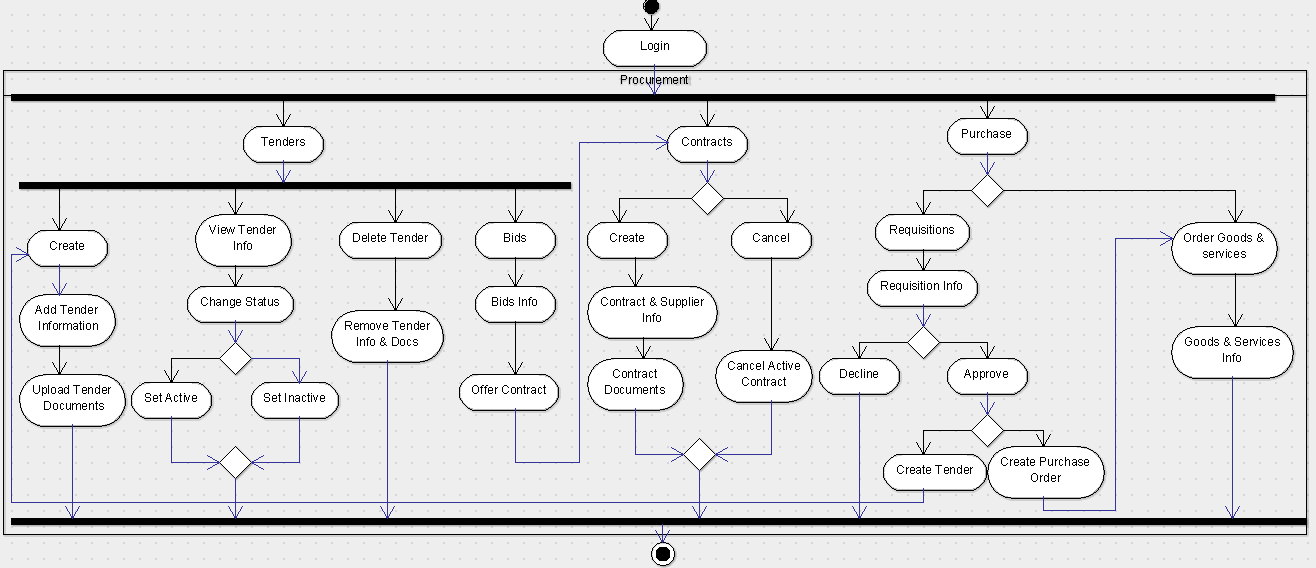 Login
Procurement
Tenders
Contracts
Purchase
Create
View Tender
Info
Delete Tender
Bids
Create
Cancel
Requisitions
Order Goods &
services
Add Tender
Information
Change Status
Remove Tender
Info & Docs
Bids Info
Contract & Supplier
Info
Requisition Info
Goods & Services
Info
Upload Tender
Documents
Set Active
Set Inactive
Offer Contract
Contract
Documents
Cancel Active
Contract
Decline
Approve
Create Tender
Create Purchase
Order